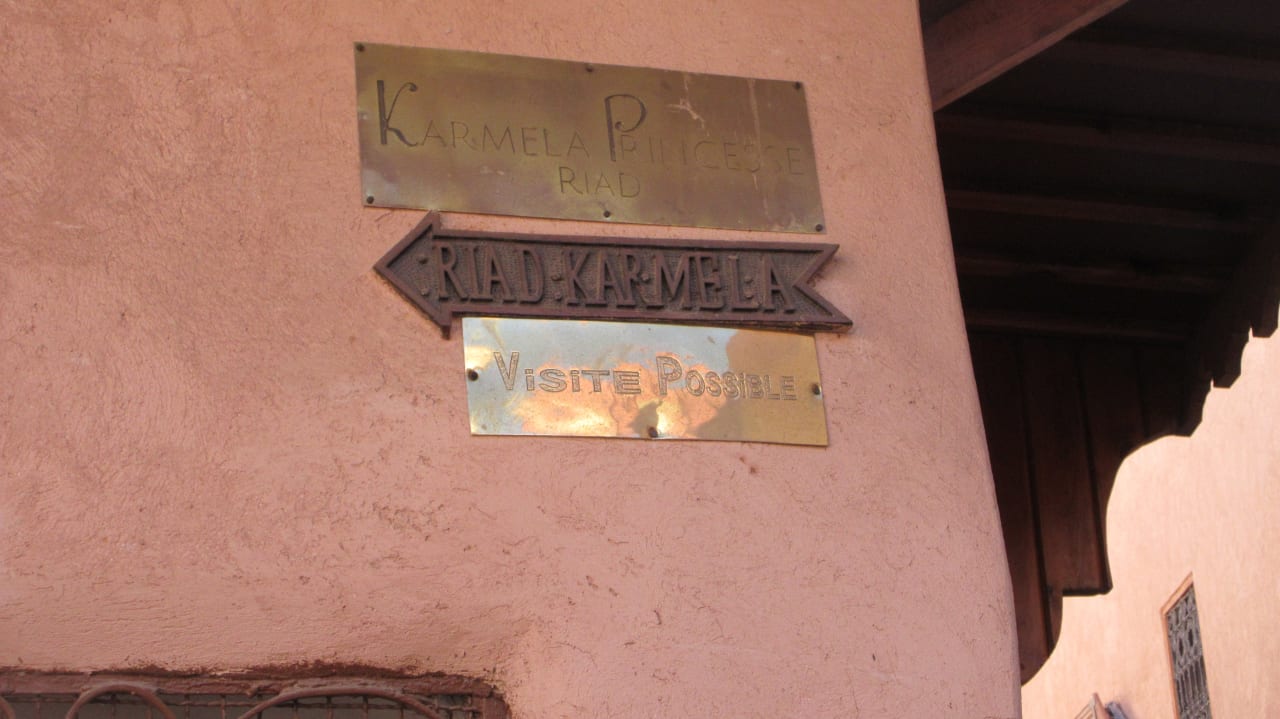 Karmela Princesse
RIAD
RIAD·KARMELA
ViSiTE PoSSiBLE